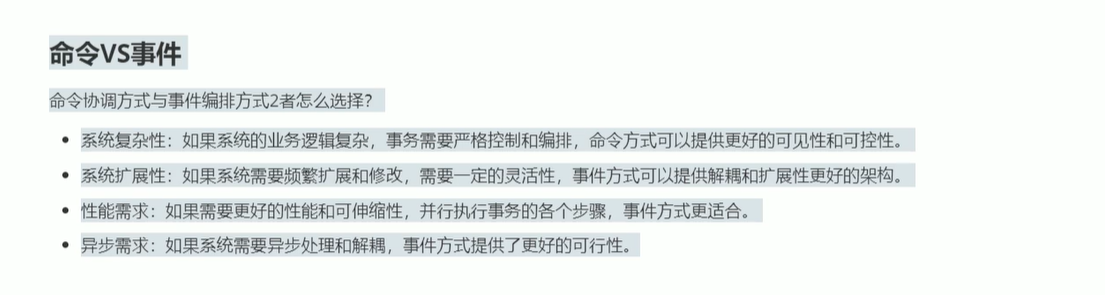 命令VS事件
命令协调方式与事件编排方式2者怎么选择？
系统复杂性：如果系统的业务逻辑复杂，事务需要严格控制和编排，命令方式可以提供更好的可见性和可控性。
系统扩展性：如果系统需要频繁扩展和修改，需要一定的灵活性，事件方式可以提供解耦和扩展性更好的架构。
性能需求：如果需要更好的性能和可伸缩性，并行执行事务的各个步骤，事件方式更适合。
异步需求：如果系统需要异步处理和解耦，事件方式提供了更好的可行性。